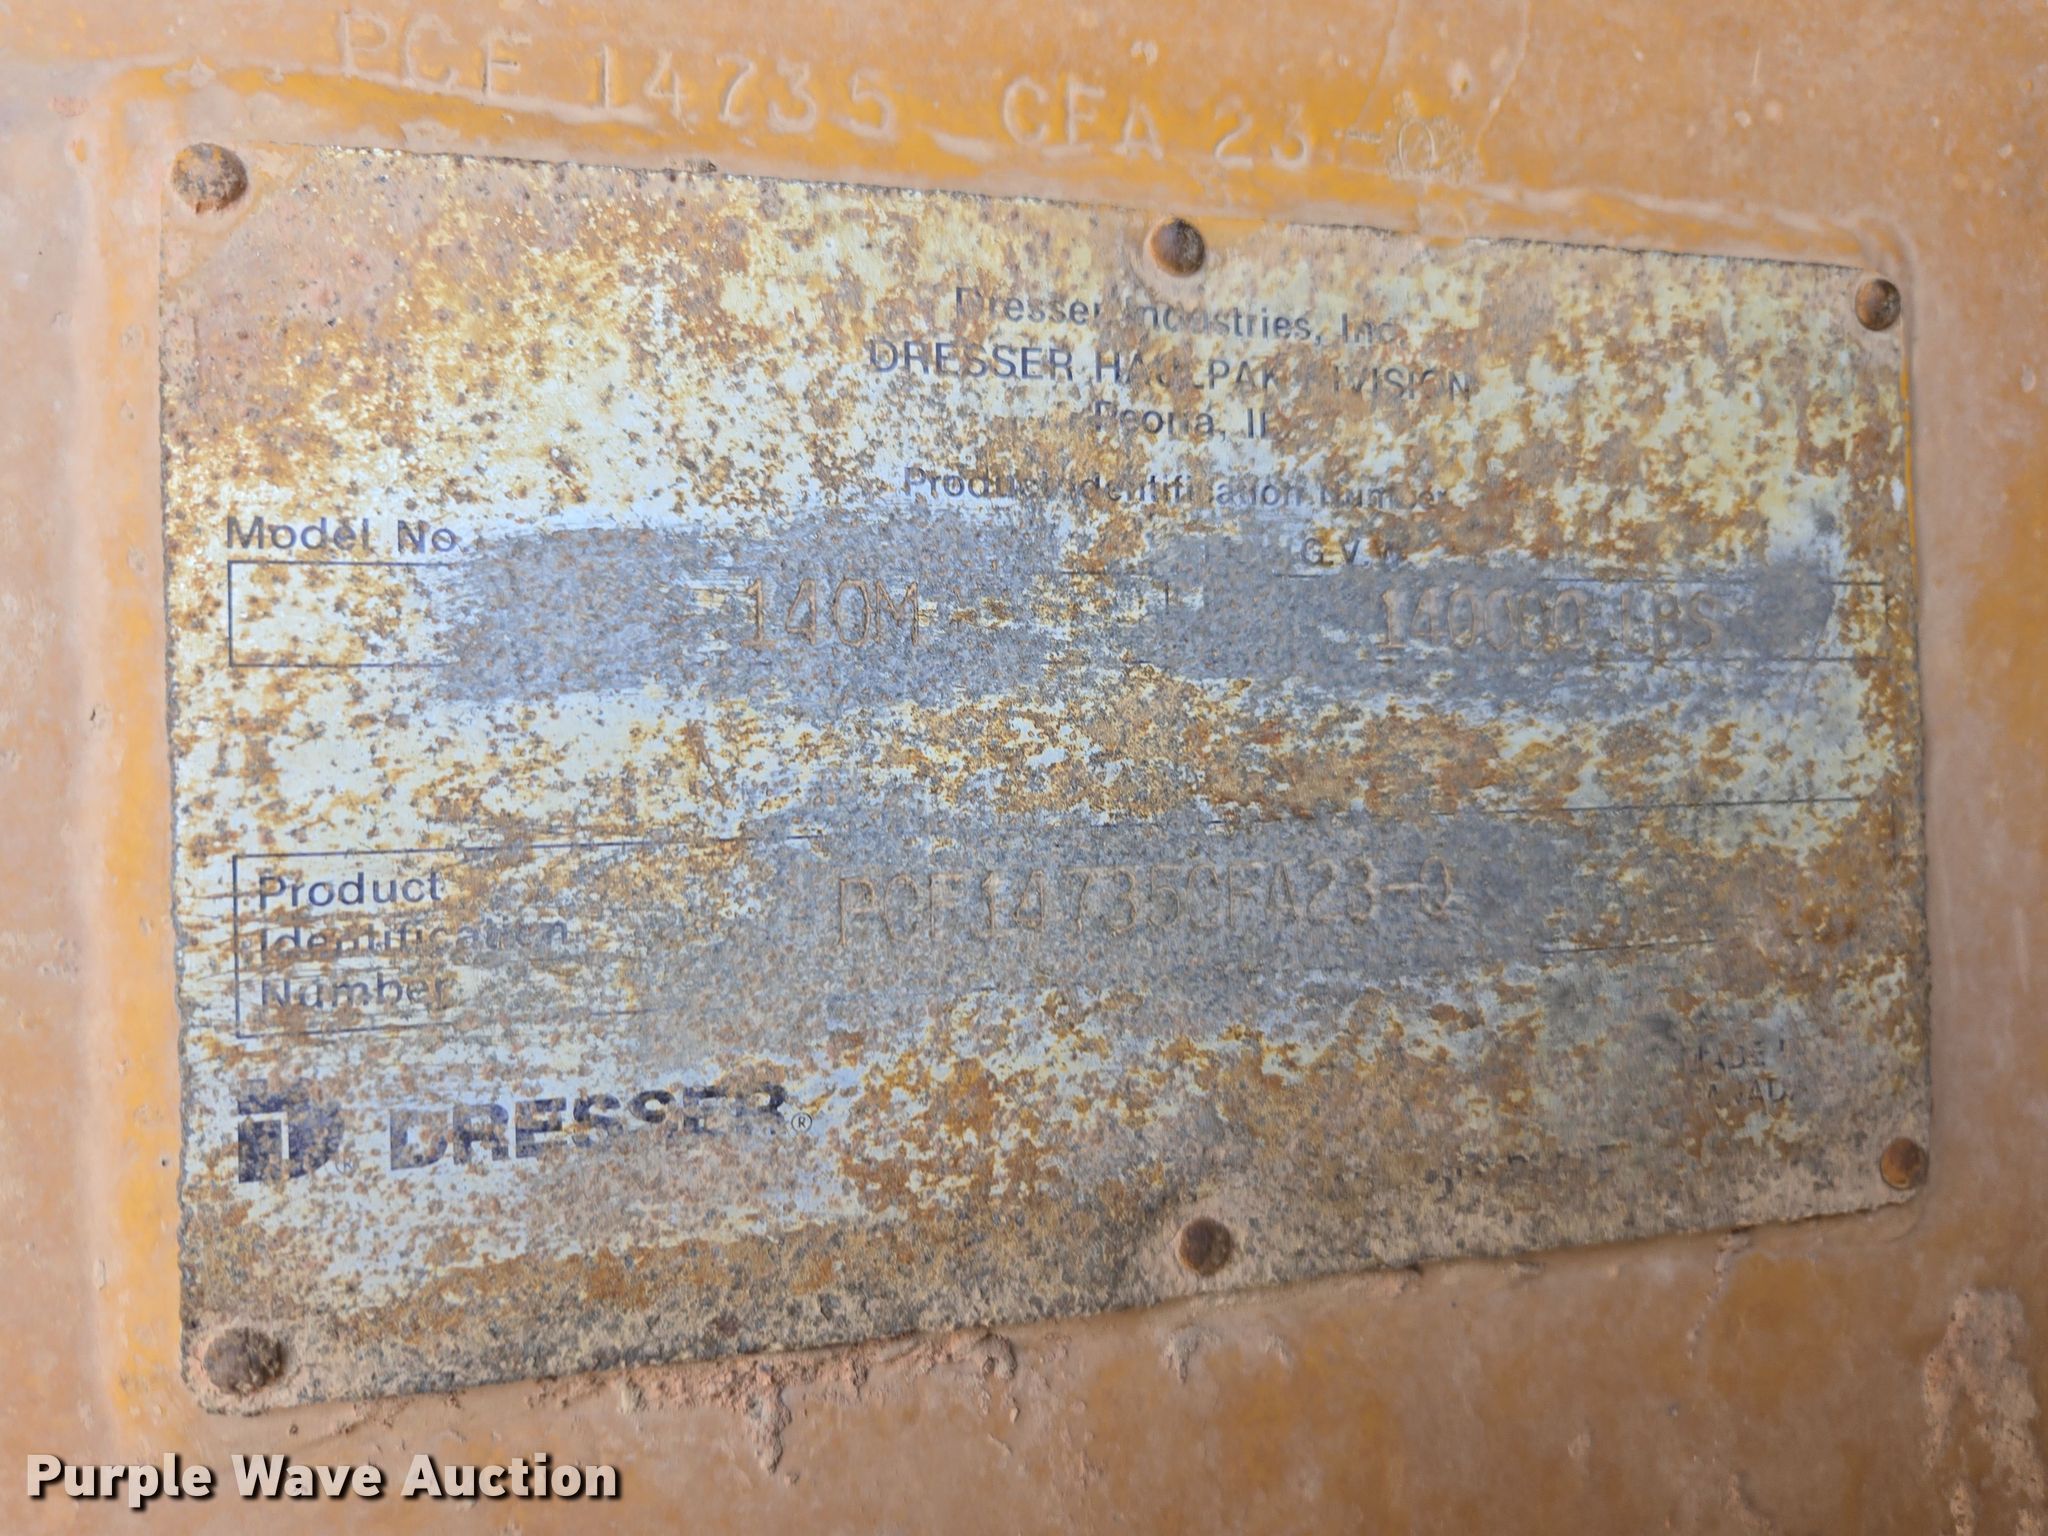 PCF 14735 CFA 23-Q
Dresser Industries, Inc.
DRESSER HAULPAK DIVISION
Peoria, IL
Product Identification Number
Model No.
G.V.W.
140M
140000 LBS
PCF14735CFA23-Q
Product
Identification
Number
DRESSER®
Purple Wave Auction